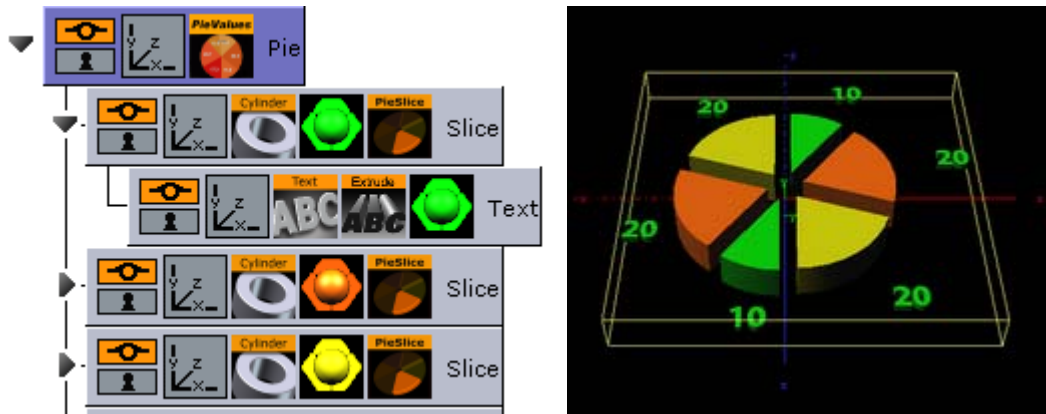 PieValues
Pie
y z
x
Cylinder
PieSlice
y z
x
Slice
Text
Extrude
y z
x
ABC
ABC
Text
Cylinder
PieSlice
y z
x
Slice
Cylinder
PieSlice
y z
x
Slice
20
10
20
20
10
20